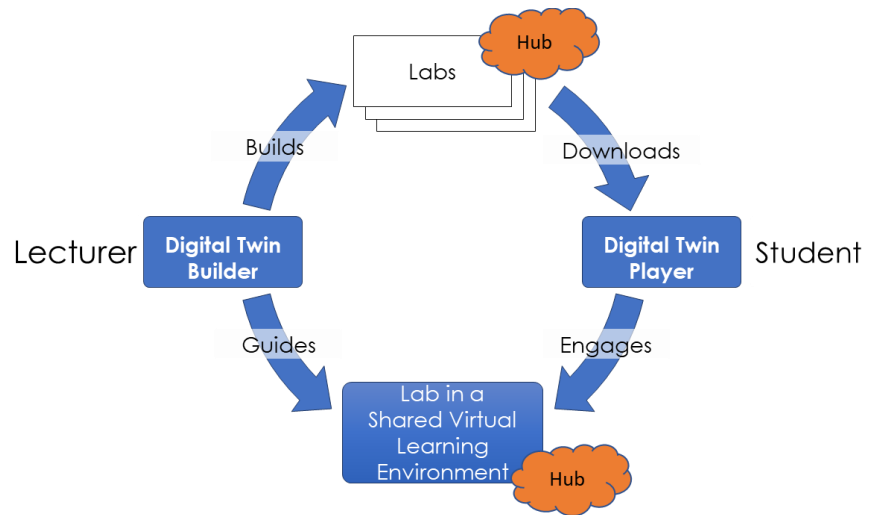 Hub
Labs
Builds
Downloads
Lecturer
Digital Twin
Builder
Digital Twin
Player
Student
Guides
Engages
Lab in a
Shared Virtual
Learning
Environment
Hub